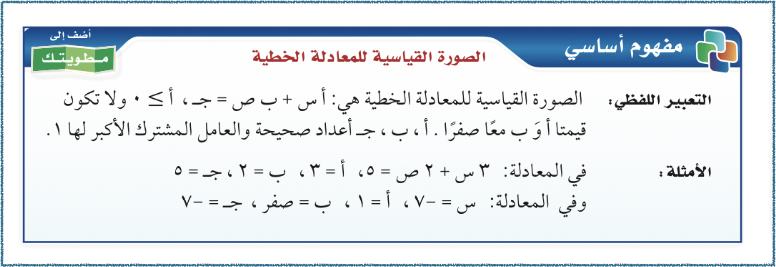 مفهوم أساسي
الصورة القياسية للمعادلة الخطية
أضف إلى
مطويتك
التعبير اللفظي: الصورة القياسية للمعادلة الخطية هي: أ س + ب ص = جـ ، أ ≥ ٠ ولا تكون
قيمتا أ وَ ب معًا صفرًا . أ ، ب ، جـ أعداد صحيحة والعامل المشترك الأكبر لها ١ .
الأمثلة: في المعادلة: ٣ س + ٢ ص = ٥، أ = ٣ ، ب = ٢ ، جـ = ٥
وفي المعادلة: س = –٧ ، أ = ١ ، ب = صفر ، جـ = –٧